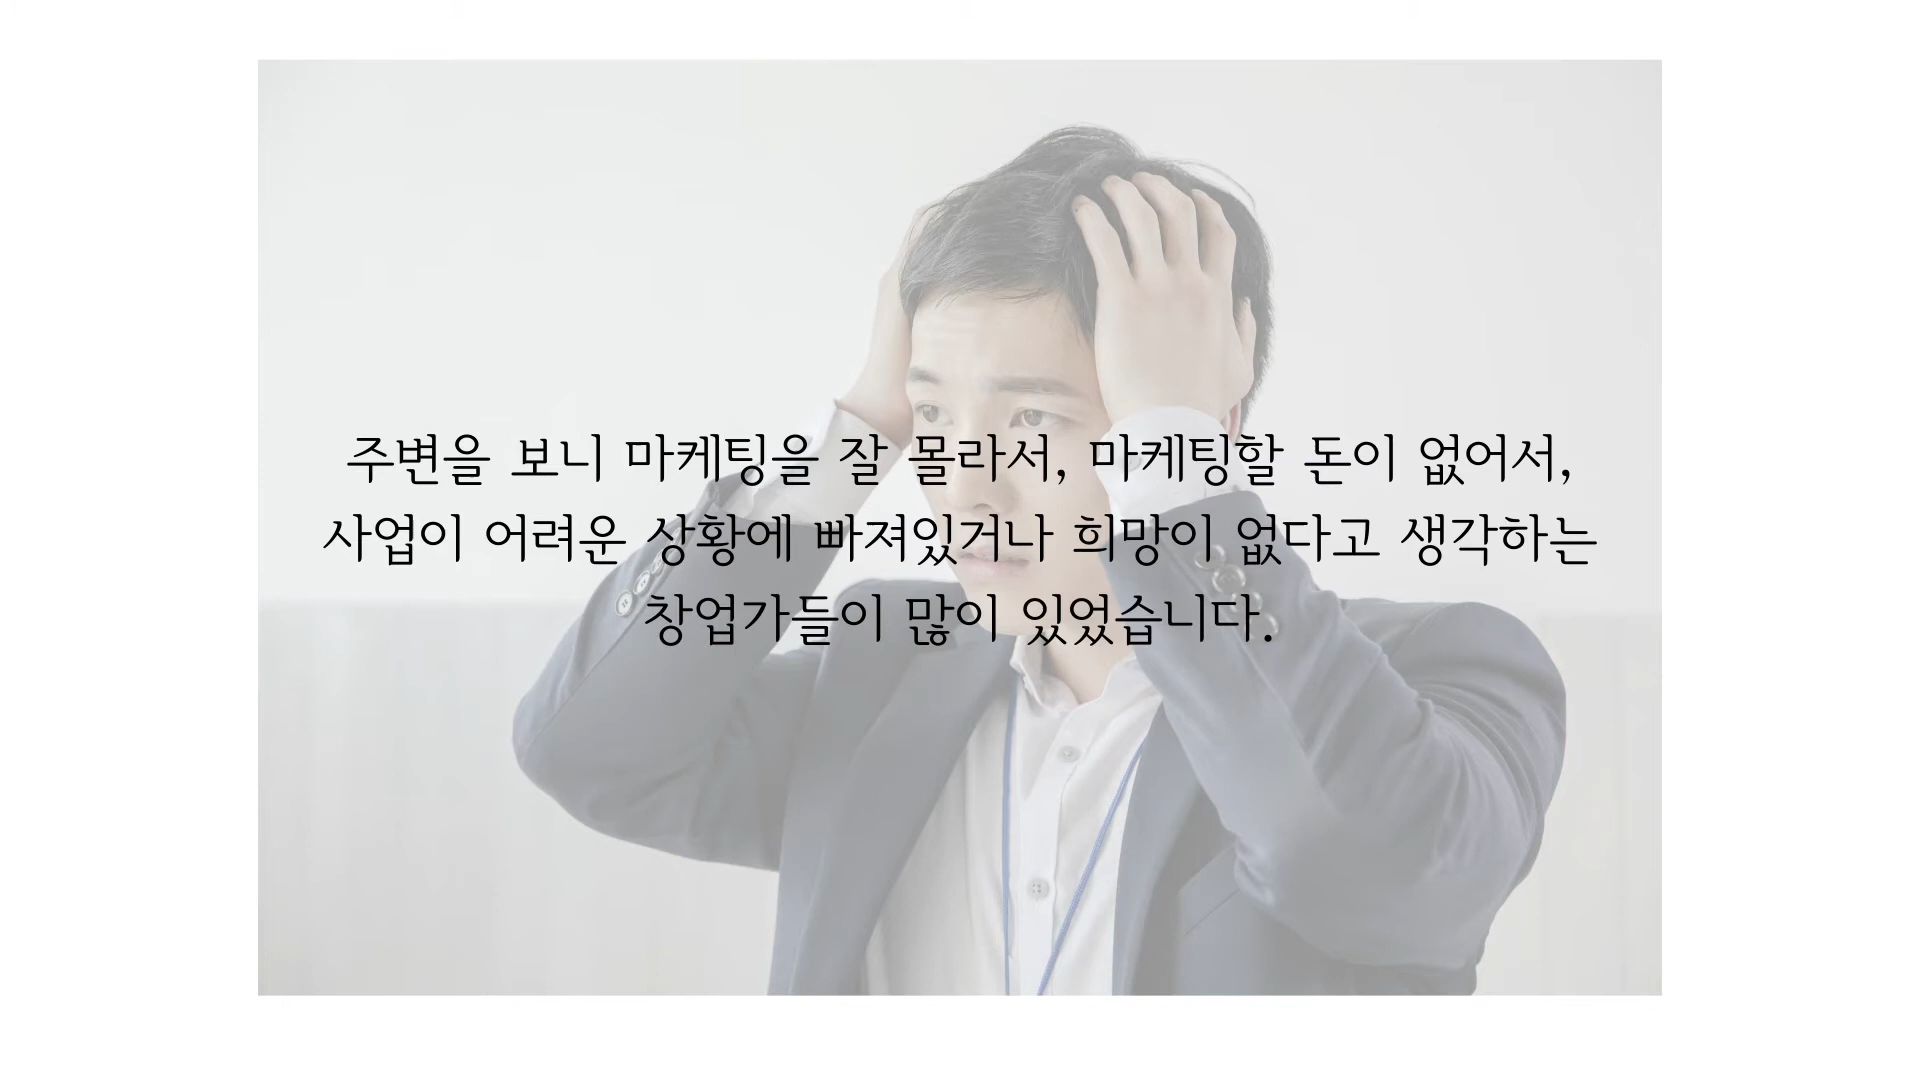 주변을 보니 마케팅을 잘 몰라서, 마케팅할 돈이 없어서,
사업이 어려운 상황에 빠져있거나 희망이 없다고 생각하는
창업가들이 많이 있었습니다.